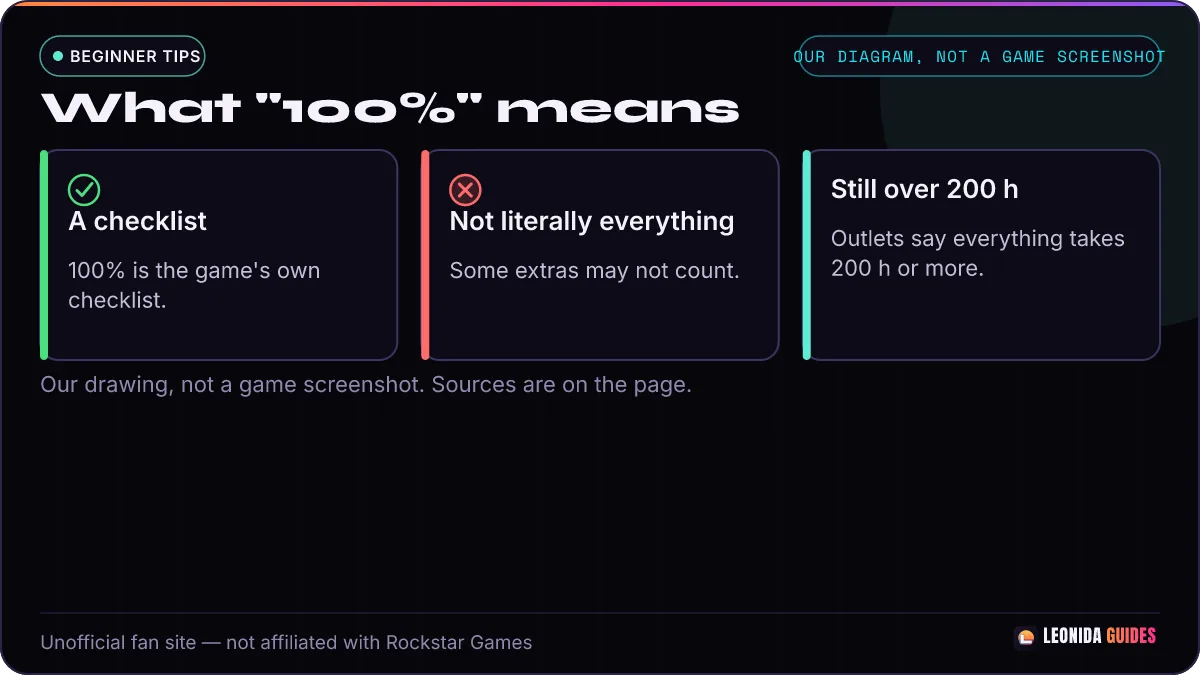 BEGINNER TIPS
OUR DIAGRAM, NOT A GAME SCREENSHOT
What "100%" means
A checklist
100% is the game's own
checklist.
Not literally everything
Some extras may not count.
Still over 200 h
Outlets say everything takes
200 h or more.
Our drawing, not a game screenshot. Sources are on the page.
Unofficial fan site — not affiliated with Rockstar Games
LEONIDA GUIDES